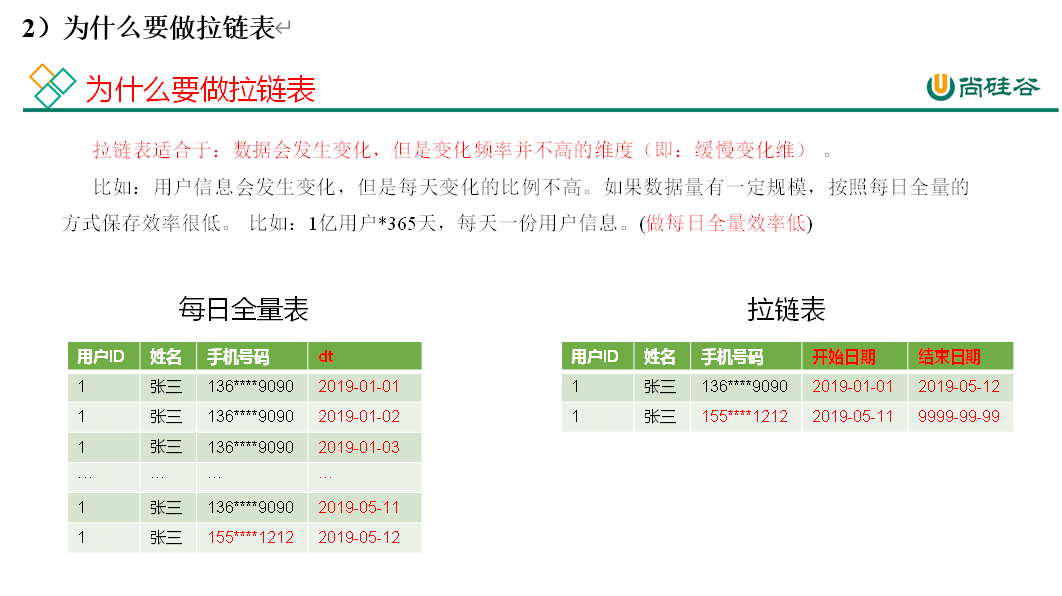 2）为什么要做拉链表↵
为什么要做拉链表
尚硅谷
拉链表适合于：数据会发生变化，但是变化频率并不高的维度（即：缓慢变化维） 。
比如：用户信息会发生变化，但是每天变化的比例不高。如果数据量有一定规模，按照每日全量的
方式保存效率很低。 比如：1亿用户*365天，每天一份用户信息。(做每日全量效率低)
每日全量表
用户ID 姓名 手机号码 dt
1 张三 136****9090 2019-01-01
1 张三 136****9090 2019-01-02
1 张三 136****9090 2019-01-03
... ... ... ...
1 张三 136****9090 2019-05-11
1 张三 155****1212 2019-05-12
拉链表
用户ID 姓名 手机号码 开始日期 结束日期
1 张三 136****9090 2019-01-01 2019-05-12
1 张三 155****1212 2019-05-11 9999-99-99